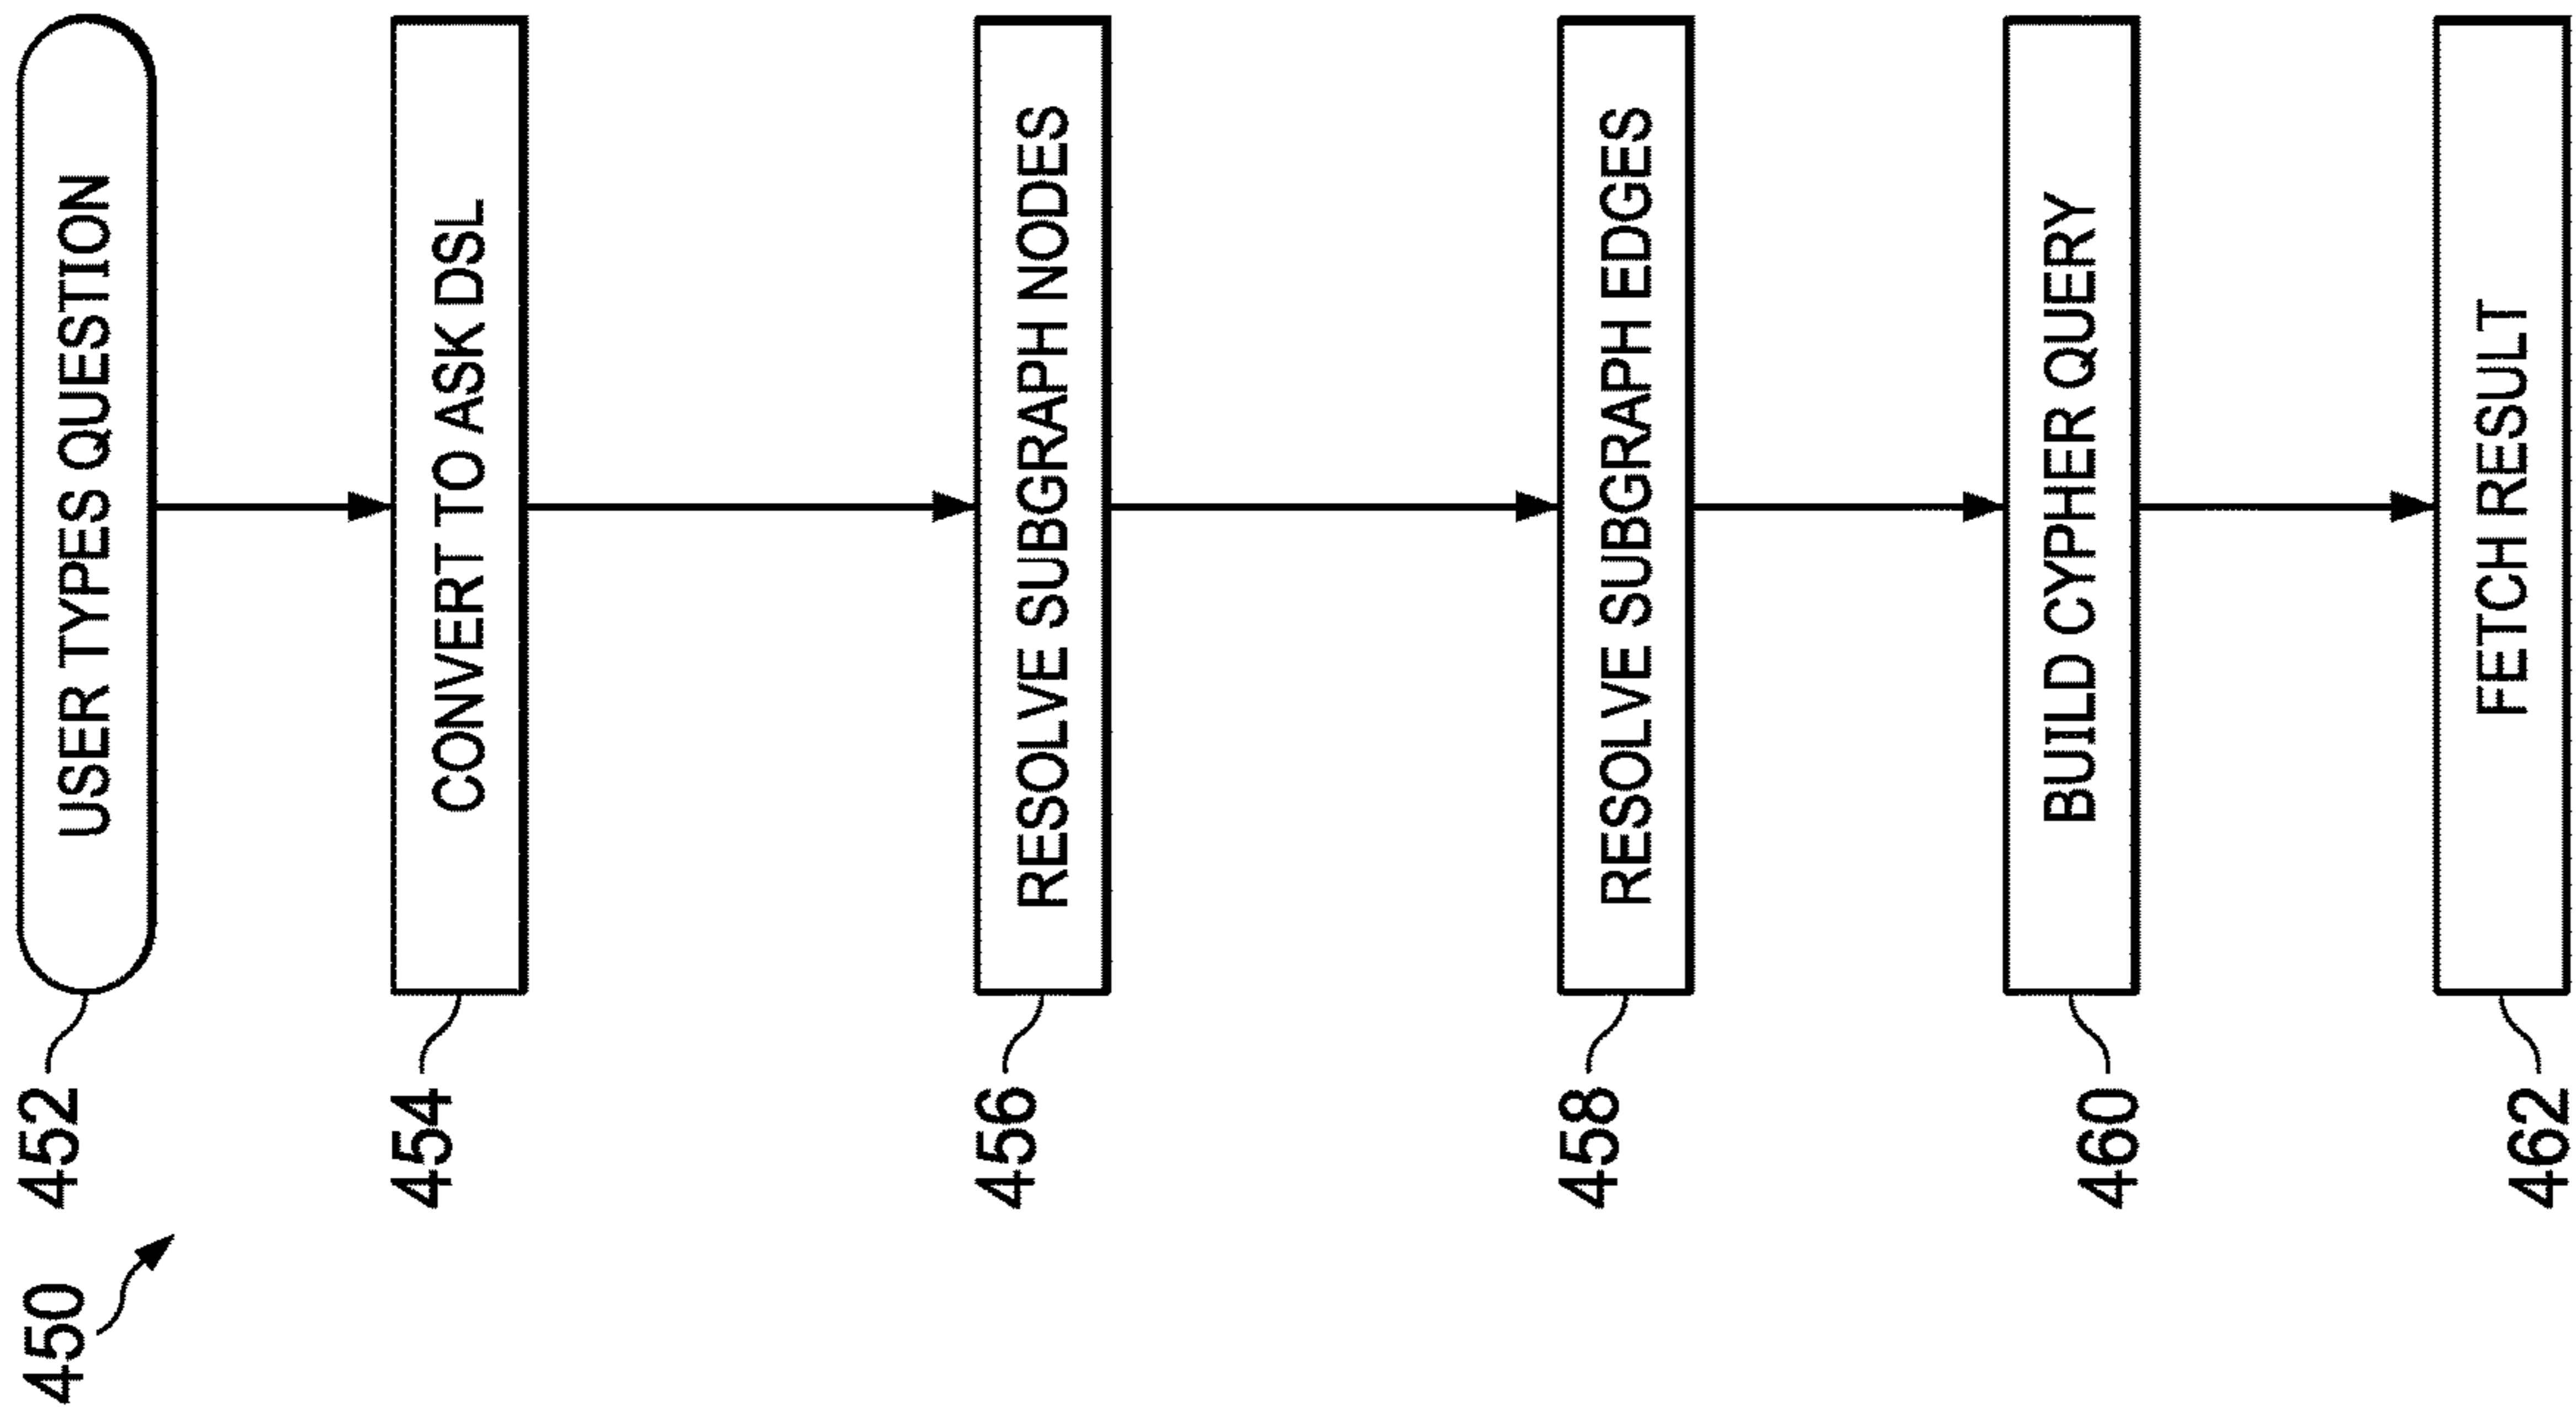 450
452
USER TYPES QUESTION
454
CONVERT TO ASK DSL
456
RESOLVE SUBGRAPH NODES
458
RESOLVE SUBGRAPH EDGES
460
BUILD CYPHER QUERY
462
FETCH RESULT